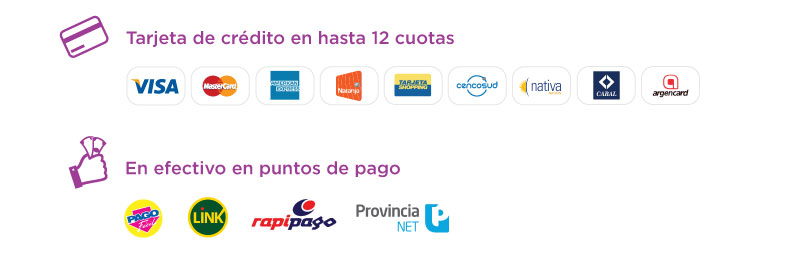 Tarjeta de crédito en hasta 12 cuotas
VISA
MasterCard
AMERICAN EXPRESS
Naranja
TARJETA SHOPPING
cencosud
nativa
CABAL
argencard
En efectivo en puntos de pago
PAGO fácil
LINK
rapipago
Provincia
NET